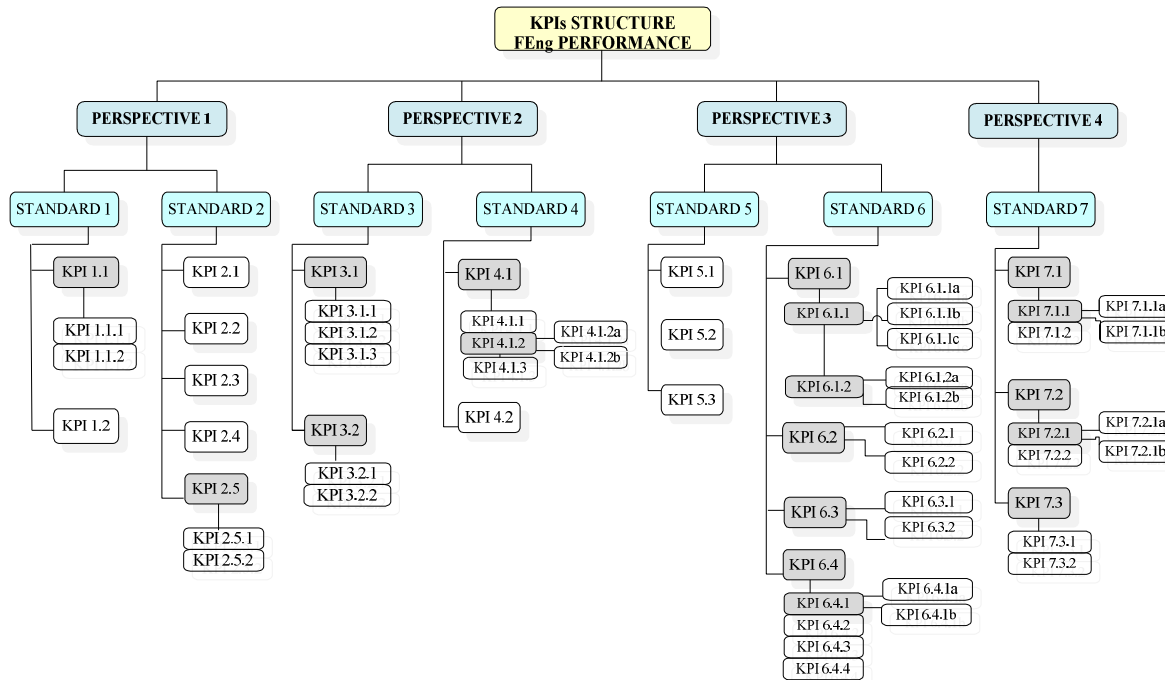 KPIs STRUCTURE
FEng PERFORMANCE
PERSPECTIVE 1
PERSPECTIVE 2
PERSPECTIVE 3
PERSPECTIVE 4
STANDARD 1
STANDARD 2
STANDARD 3
STANDARD 4
STANDARD 5
STANDARD 6
STANDARD 7
KPI 1.1
KPI 1.1.1
KPI 1.1.2
KPI 1.2
KPI 2.1
KPI 2.2
KPI 2.3
KPI 2.4
KPI 2.5
KPI 2.5.1
KPI 2.5.2
KPI 3.1
KPI 3.1.1
KPI 3.1.2
KPI 3.1.3
KPI 3.2
KPI 3.2.1
KPI 3.2.2
KPI 4.1
KPI 4.1.1
KPI 4.1.2
KPI 4.1.2a
KPI 4.1.2b
KPI 4.1.3
KPI 4.2
KPI 5.1
KPI 5.2
KPI 5.3
KPI 6.1
KPI 6.1.1
KPI 6.1.1a
KPI 6.1.1b
KPI 6.1.1c
KPI 6.1.2
KPI 6.1.2a
KPI 6.1.2b
KPI 6.2
KPI 6.2.1
KPI 6.2.2
KPI 6.3
KPI 6.3.1
KPI 6.3.2
KPI 6.4
KPI 6.4.1
KPI 6.4.1a
KPI 6.4.1b
KPI 6.4.2
KPI 6.4.3
KPI 6.4.4
KPI 7.1
KPI 7.1.1
KPI 7.1.1a
KPI 7.1.1b
KPI 7.1.2
KPI 7.2
KPI 7.2.1
KPI 7.2.1a
KPI 7.2.1b
KPI 7.2.2
KPI 7.3
KPI 7.3.1
KPI 7.3.2